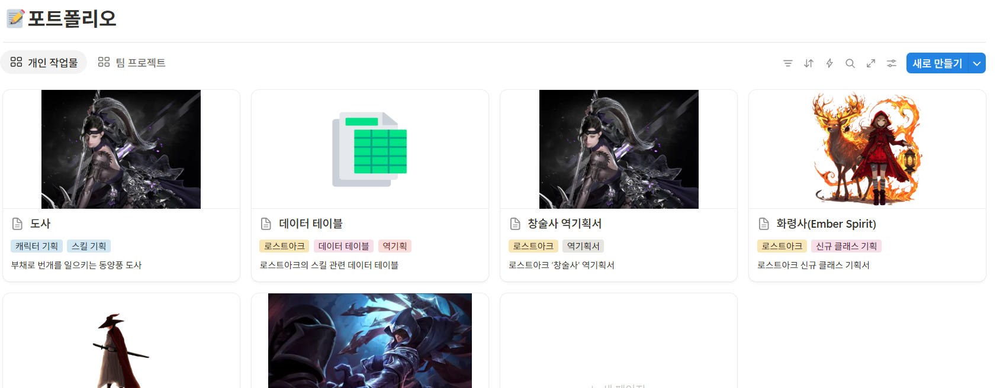 포트폴리오
개인 작업물
팀 프로젝트
새로 만들기
도사
캐릭터 기획 스킬 기획
부채로 번개를 일으키는 동양풍 도사
데이터 테이블
로스트아크 데이터 테이블 역기획
로스트아크의 스킬 관련 데이터 테이블
창술사 역기획서
로스트아크 역기획서
로스트아크 ‘창술사’ 역기획서
화령사(Ember Spirit)
로스트아크 신규 클래스 기획
로스트아크 신규 클래스 기획서